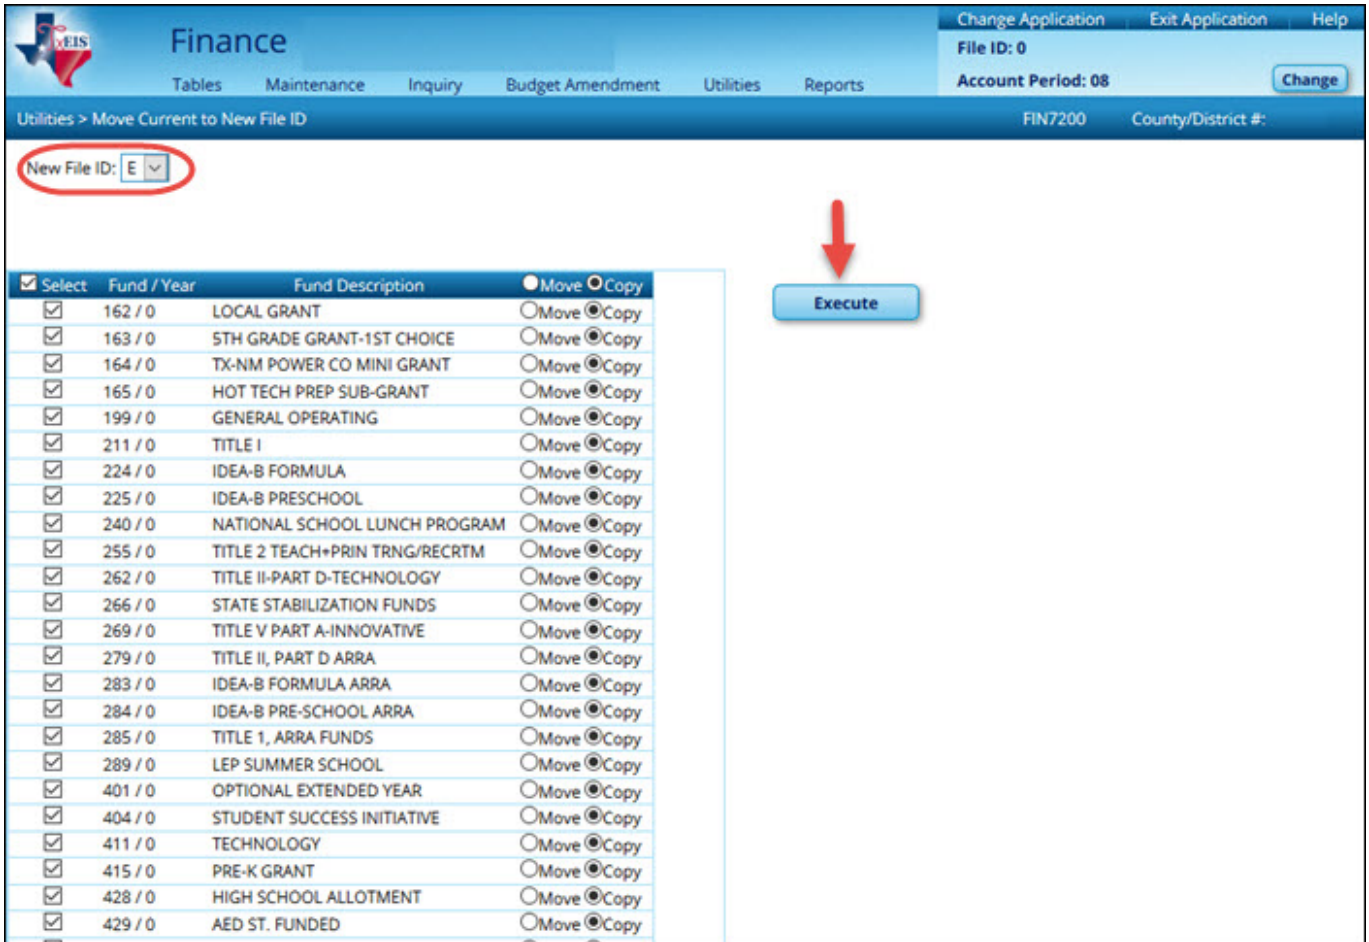 Change Application Exit Application Help
TxEIS
Finance
File ID: 0
Tables Maintenance Inquiry Budget Amendment Utilities Reports Account Period: 08 Change
Utilities > Move Current to New File ID FIN7200 County/District #:
New File ID: E
Select Fund / Year Fund Description Move Copy
Execute
162 / 0 LOCAL GRANT Move Copy
163 / 0 5TH GRADE GRANT-1ST CHOICE Move Copy
164 / 0 TX-NM POWER CO MINI GRANT Move Copy
165 / 0 HOT TECH PREP SUB-GRANT Move Copy
199 / 0 GENERAL OPERATING Move Copy
211 / 0 TITLE I Move Copy
224 / 0 IDEA-B FORMULA Move Copy
225 / 0 IDEA-B PRESCHOOL Move Copy
240 / 0 NATIONAL SCHOOL LUNCH PROGRAM Move Copy
255 / 0 TITLE 2 TEACH+PRIN TRNG/RECRTM Move Copy
262 / 0 TITLE II-PART D-TECHNOLOGY Move Copy
266 / 0 STATE STABILIZATION FUNDS Move Copy
269 / 0 TITLE V PART A-INNOVATIVE Move Copy
279 / 0 TITLE II, PART D ARRA Move Copy
283 / 0 IDEA-B FORMULA ARRA Move Copy
284 / 0 IDEA-B PRE-SCHOOL ARRA Move Copy
285 / 0 TITLE 1, ARRA FUNDS Move Copy
289 / 0 LEP SUMMER SCHOOL Move Copy
401 / 0 OPTIONAL EXTENDED YEAR Move Copy
404 / 0 STUDENT SUCCESS INITIATIVE Move Copy
411 / 0 TECHNOLOGY Move Copy
415 / 0 PRE-K GRANT Move Copy
428 / 0 HIGH SCHOOL ALLOTMENT Move Copy
429 / 0 AED ST. FUNDED Move Copy